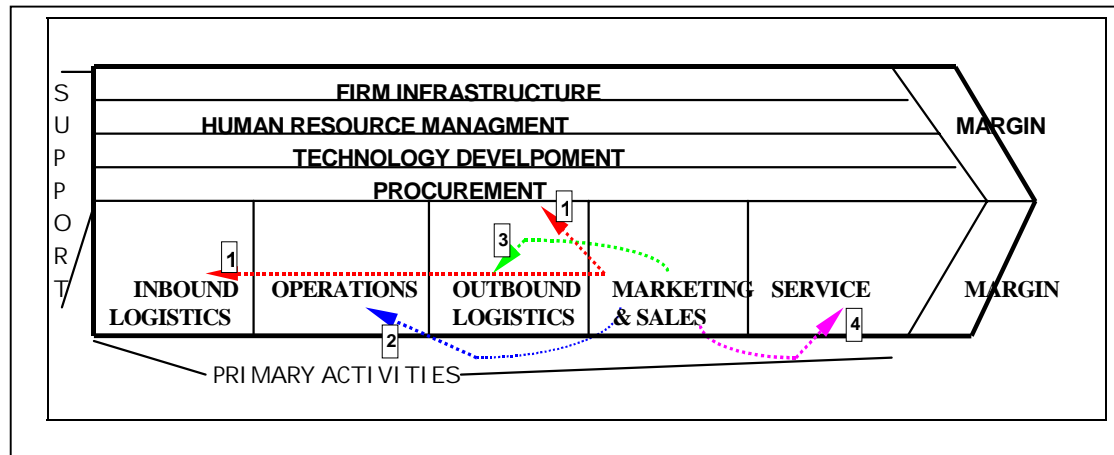 SUPPORT
FIRM INFRASTRUCTURE
HUMAN RESOURCE MANAGMENT
MARGIN
TECHNOLOGY DEVELPOMENT
PROCUREMENT
1
3
1
INBOUND
LOGISTICS
OPERATIONS
OUTBOUND
LOGISTICS
MARKETING
& SALES
SERVICE
MARGIN
2
4
PRIMARY ACTIVITIES